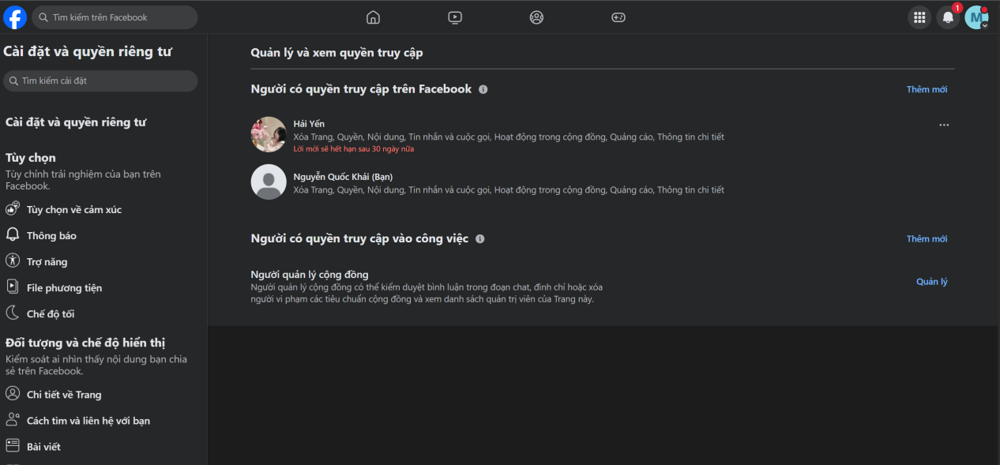 Tìm kiếm trên Facebook
1
M
Cài đặt và quyền riêng tư
Tìm kiếm cài đặt
Cài đặt và quyền riêng tư
Tùy chọn
Tùy chỉnh trải nghiệm của bạn trên
Facebook.
Tùy chọn về cảm xúc
Thông báo
Trợ năng
File phương tiện
Chế độ tối
Đối tượng và chế độ hiển thị
Kiểm soát ai nhìn thấy nội dung bạn chia
sẻ trên Facebook.
Chi tiết về Trang
Cách tìm và liên hệ với bạn
Bài viết
Quản lý và xem quyền truy cập
Người có quyền truy cập trên Facebook
Thêm mới
Hải Yến
Xóa Trang, Quyền, Nội dung, Tin nhắn và cuộc gọi, Hoạt động trong cộng đồng, Quảng cáo, Thông tin chi tiết
Lời mời sẽ hết hạn sau 30 ngày nữa
Nguyễn Quốc Khải (Bạn)
Xóa Trang, Quyền, Nội dung, Tin nhắn và cuộc gọi, Hoạt động trong cộng đồng, Quảng cáo, Thông tin chi tiết
Người có quyền truy cập vào công việc
Thêm mới
Người quản lý cộng đồng
Người quản lý cộng đồng có thể kiểm duyệt bình luận trong đoạn chat, đình chỉ hoặc xóa
người vi phạm các tiêu chuẩn cộng đồng và xem danh sách quản trị viên của Trang này.
Quản lý